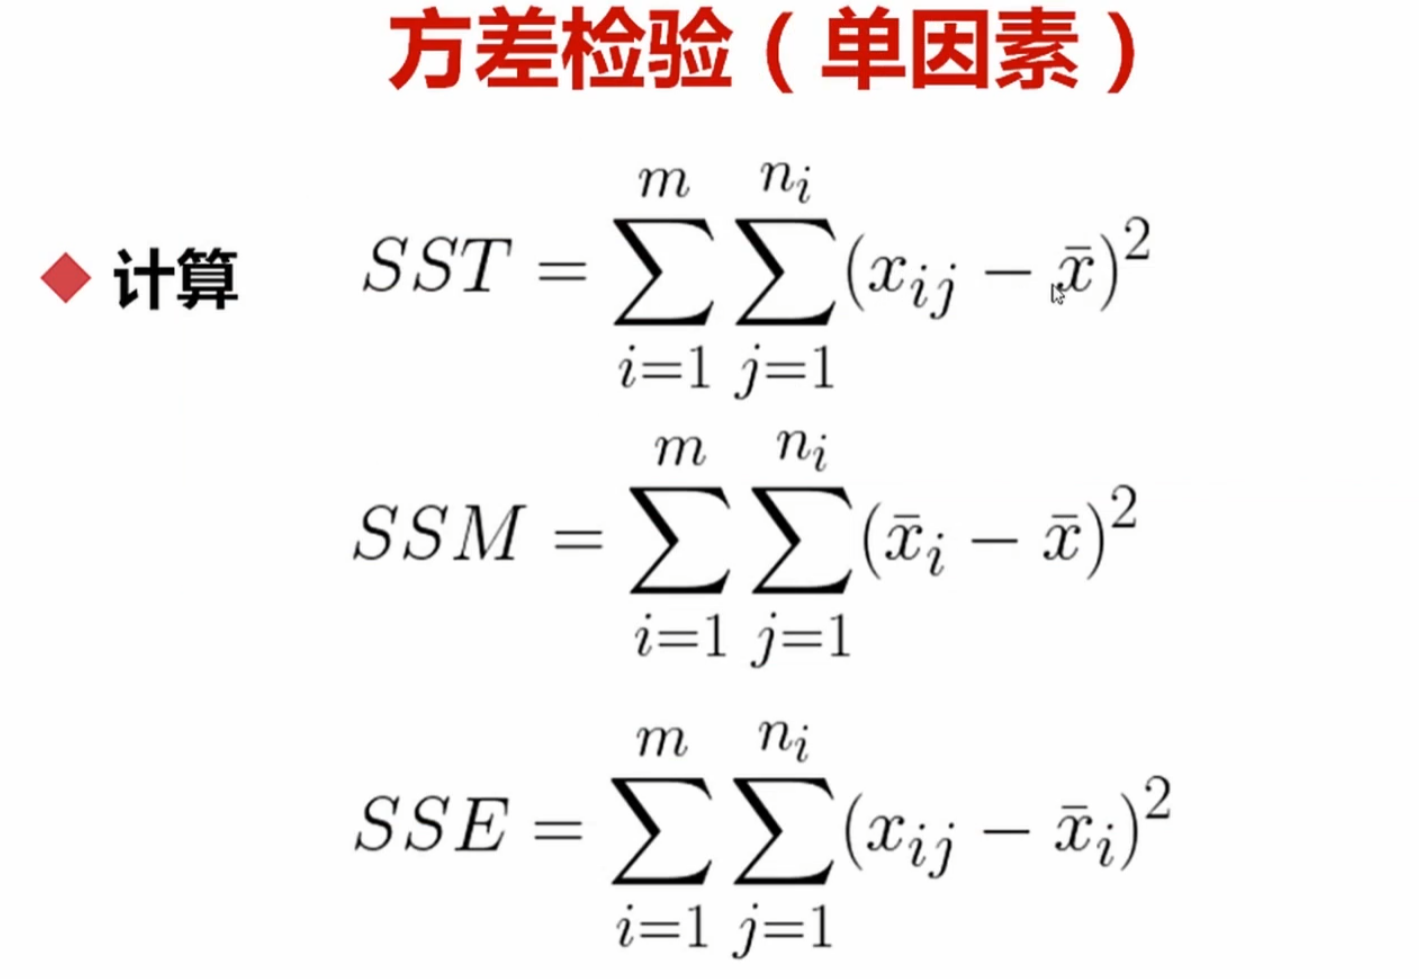 方差检验（单因素）
计算 $SST = \sum_{i=1}^{m} \sum_{j=1}^{n_i} (x_{ij} - \bar{x})^2$
$SSM = \sum_{i=1}^{m} \sum_{j=1}^{n_i} (\bar{x}_i - \bar{x})^2$
$SSE = \sum_{i=1}^{m} \sum_{j=1}^{n_i} (x_{ij} - \bar{x}_i)^2$